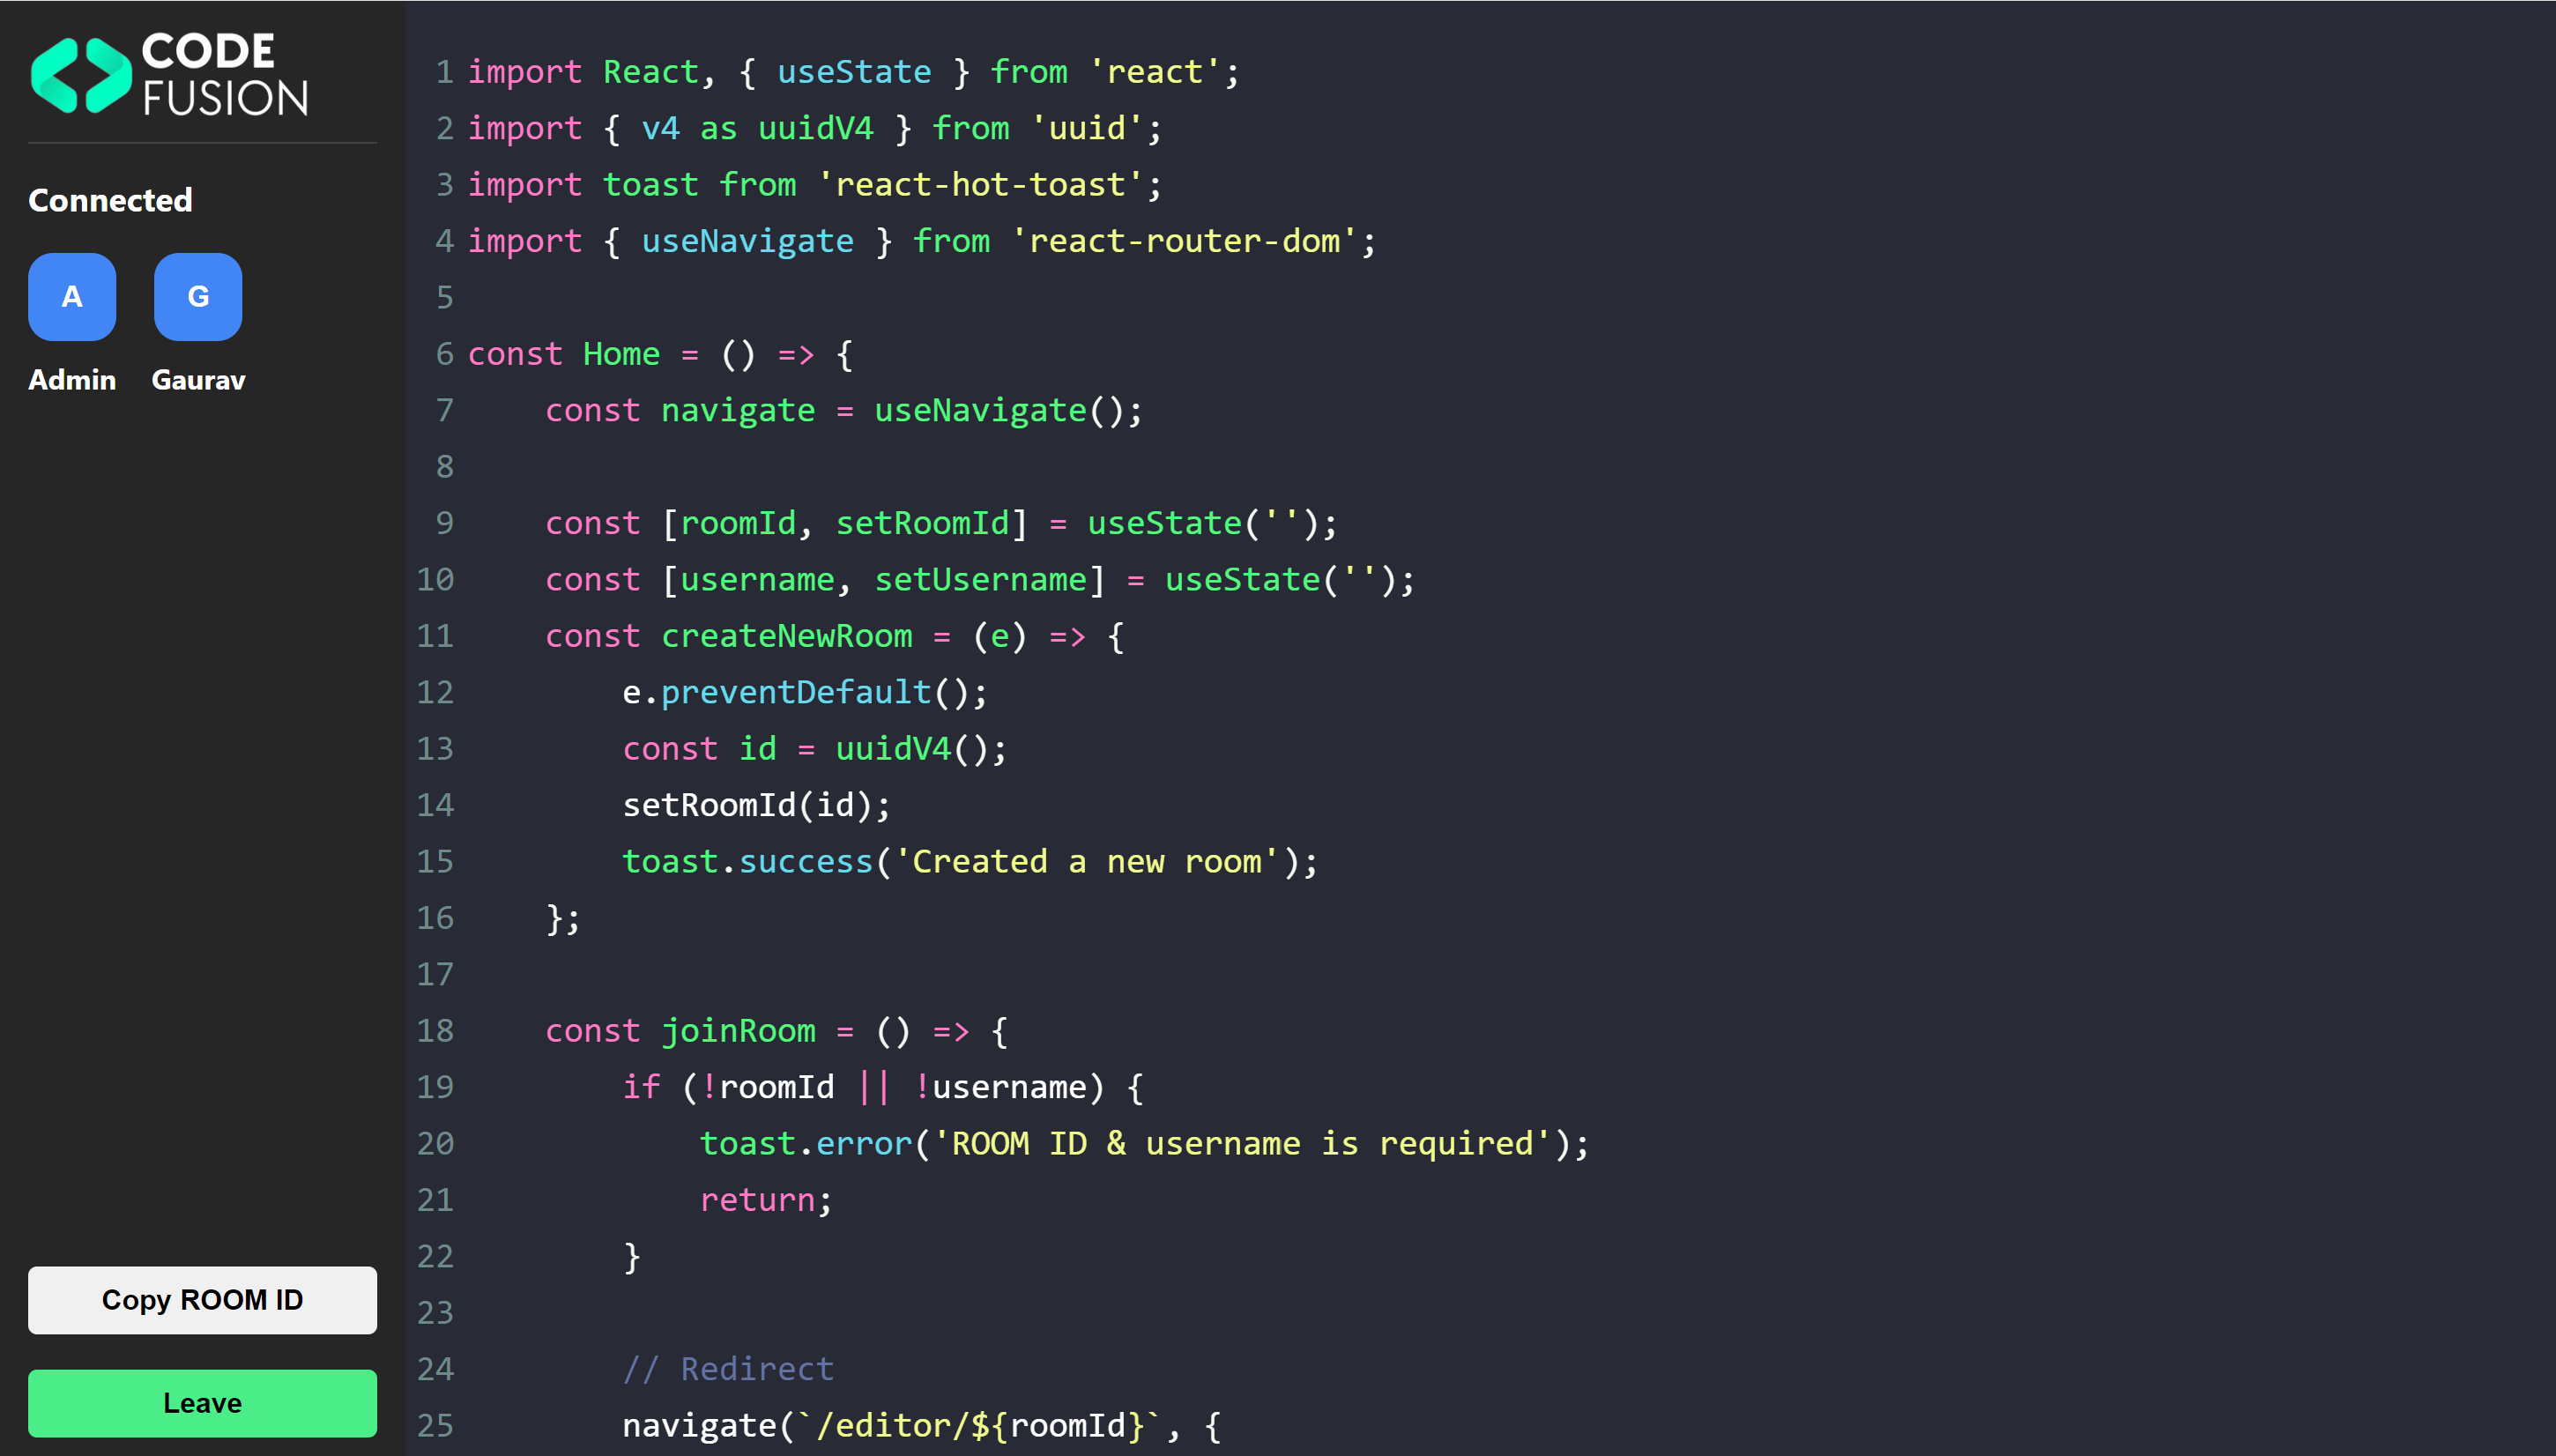 CODE
FUSION
Connected
A G
Admin Gaurav
Copy ROOM ID
Leave
1 import React, { useState } from 'react';
2 import { v4 as uuidV4 } from 'uuid';
3 import toast from 'react-hot-toast';
4 import { useNavigate } from 'react-router-dom';
5
6 const Home = () => {
7     const navigate = useNavigate();
8
9     const [roomId, setRoomId] = useState('');
10     const [username, setUsername] = useState('');
11     const createNewRoom = (e) => {
12         e.preventDefault();
13         const id = uuidV4();
14         setRoomId(id);
15         toast.success('Created a new room');
16     };
17
18     const joinRoom = () => {
19         if (!roomId || !username) {
20             toast.error('ROOM ID & username is required');
21             return;
22         }
23
24         // Redirect
25         navigate(`/editor/${roomId}`, {